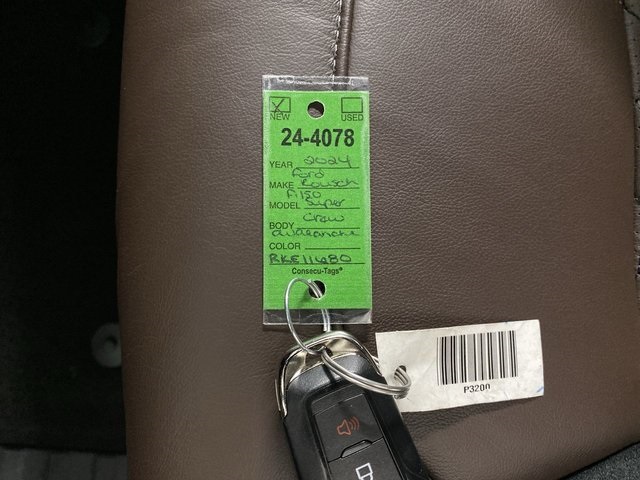 NEW USED
24-4078
YEAR 2024
Ford
MAKE Roush
F150
MODEL Super
Crew
BODY
avalanche
COLOR
RKE11480
Consecu-Tags®
P3200